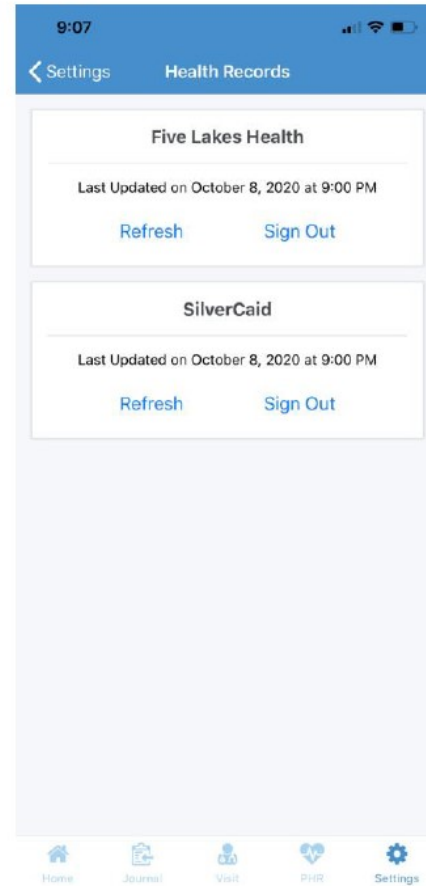 9:07
Settings Health Records
Five Lakes Health
Last Updated on October 8, 2020 at 9:00 PM
Refresh Sign Out
SilverCaid
Last Updated on October 8, 2020 at 9:00 PM
Refresh Sign Out
Home Journal Visit PHR Settings